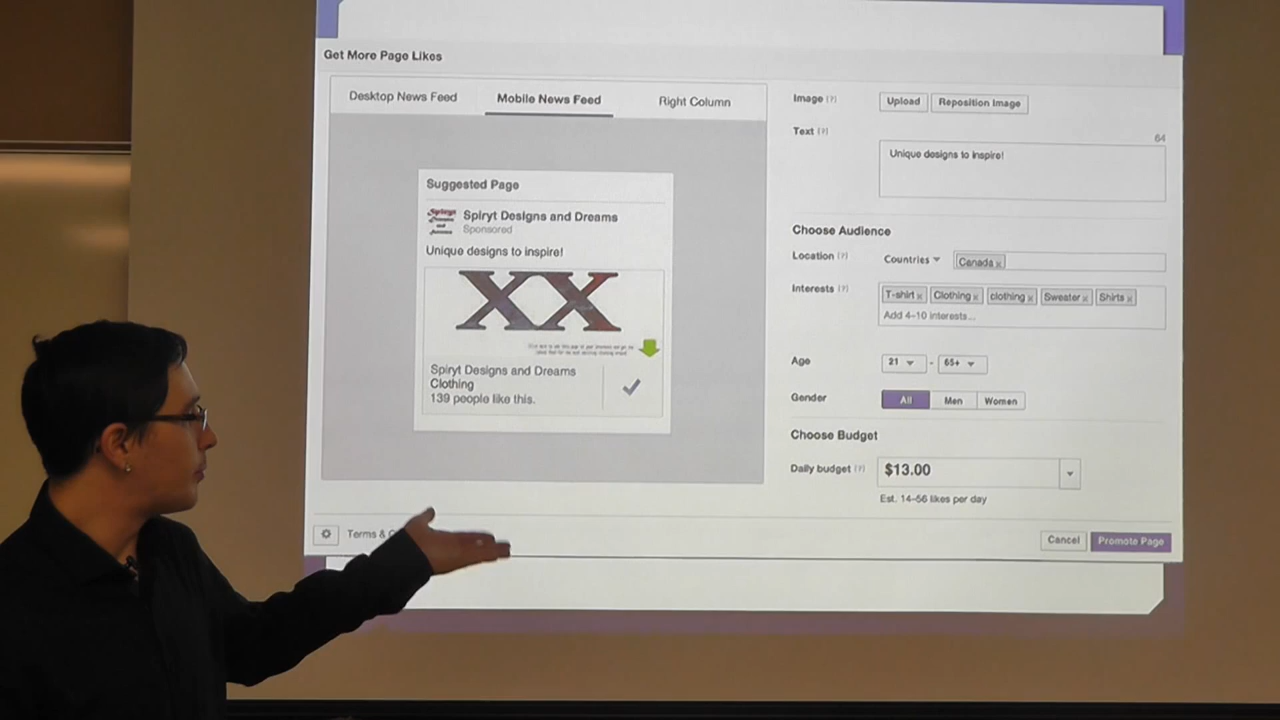 Get More Page Likes
Desktop News Feed
Mobile News Feed
Right Column
Suggested Page
Spiryt Designs and Dreams
Sponsored
Unique designs to inspire!
XX
Spiryt Designs and Dreams
Clothing
139 people like this.
Terms &
Image [?]
Upload
Reposition Image
Text [?]
64
Unique designs to inspire!
Choose Audience
Location [?]
Countries
Canada x
Interests [?]
T-shirt x Clothing x clothing x Sweater x Shirts x
Add 4-10 interests...
Age
21 - 65+
Gender
All Men Women
Choose Budget
Daily budget [?]
$13.00
Est. 14-56 likes per day
Cancel
Promote Page